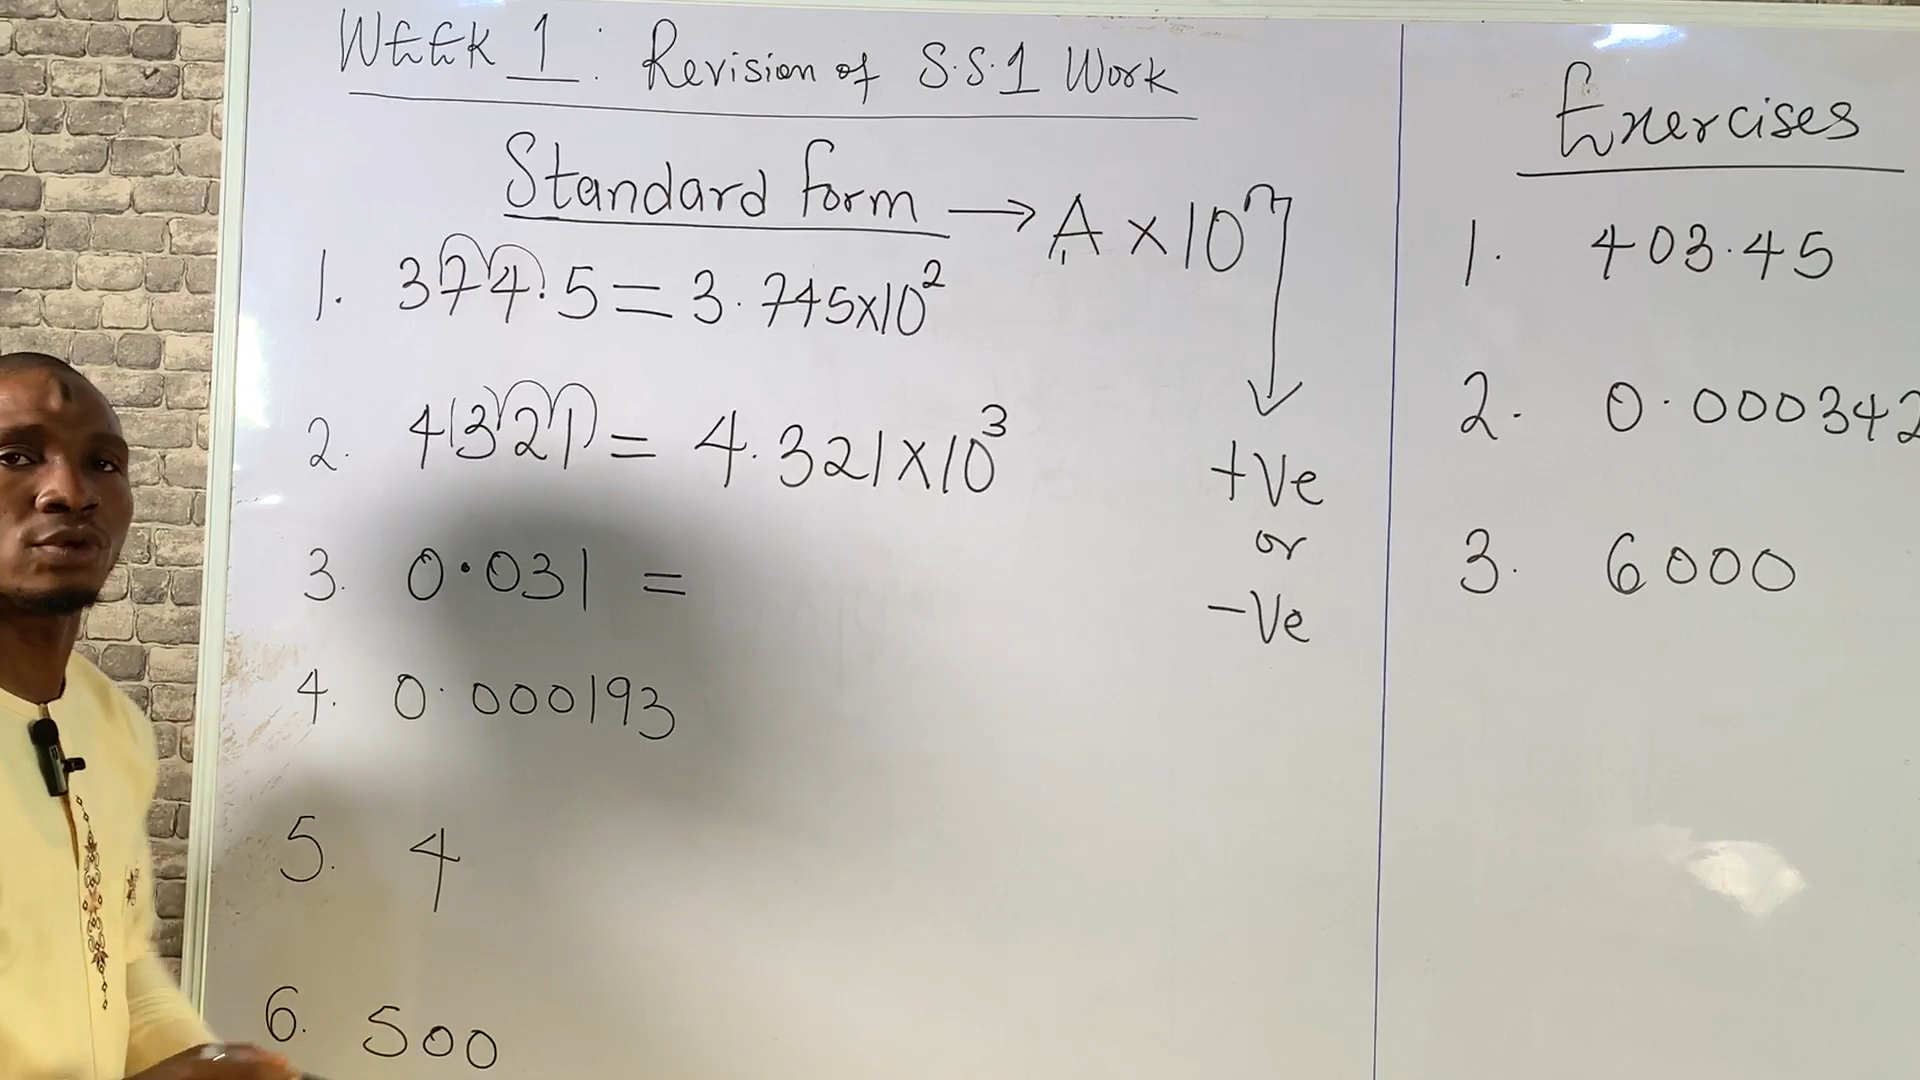 Week 1: Revision of S.S.1 Work
Standard form → A × 10ⁿ
1. 374.5 = 3.745×10²
2. 4321 = 4.321×10³
3. 0.031 =
4. 0.000193
5. 4
6. 500
+Ve
or
-Ve
Exercises
1. 403.45
2. 0.000342
3. 6000